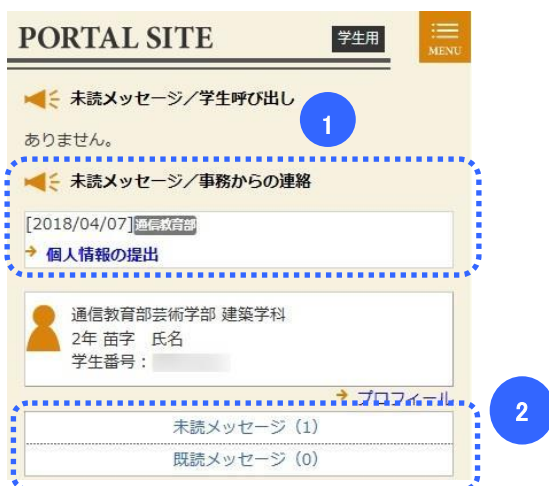 PORTAL SITE
学生用
MENU
未読メッセージ／学生呼び出し
1
ありません。
未読メッセージ／事務からの連絡
[2018/04/07]通信教育部
個人情報の提出
通信教育部芸術学部 建築学科
2年 苗字 氏名
学生番号：
プロフィール
2
未読メッセージ（1）
既読メッセージ（0）